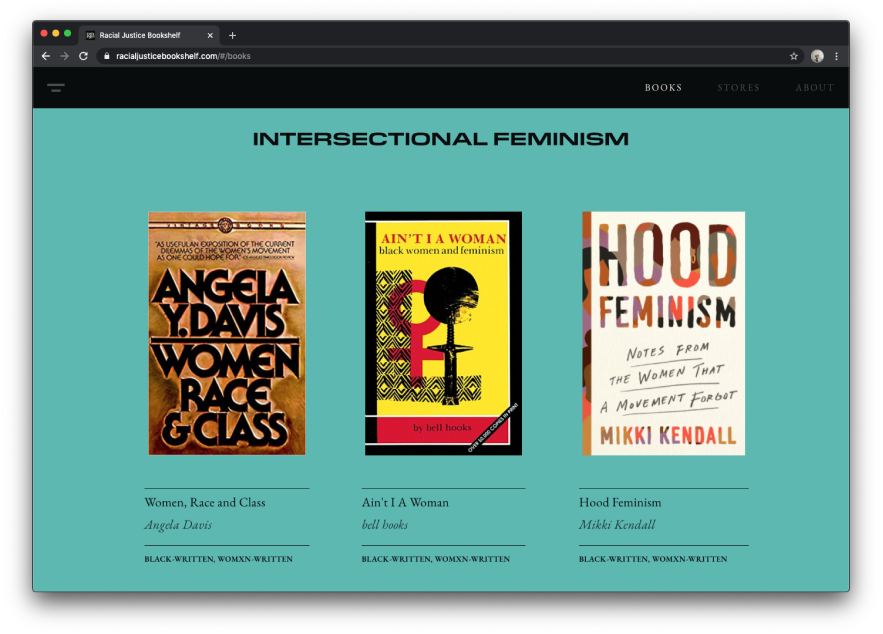 Racial Justice Bookshelf
racialjusticebookshelf.com/#/books
BOOKS STORES ABOUT
INTERSECTIONAL FEMINISM
VINTAGE BOOKS
"AS USEFUL AN EXPOSITION OF THE CURRENT
DILEMMAS OF THE WOMEN'S MOVEMENT
AS ONE COULD HOPE FOR."
ANGELA
Y. DAVIS
WOMEN
RACE
& CLASS
AIN'T I A WOMAN
black women and feminism
by bell hooks
OVER 50,000 COPIES IN PRINT
HOOD
FEMINISM
NOTES FROM
THE WOMEN THAT
A MOVEMENT FORGOT
MIKKI KENDALL
Women, Race and Class
Angela Davis
BLACK-WRITTEN, WOMXN-WRITTEN
Ain't I A Woman
bell hooks
BLACK-WRITTEN, WOMXN-WRITTEN
Hood Feminism
Mikki Kendall
BLACK-WRITTEN, WOMXN-WRITTEN